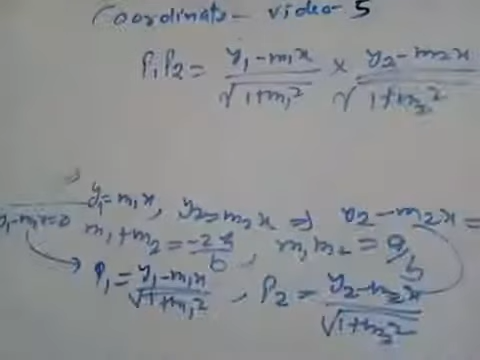 Coordinate - video - 5
P₁P₂ = y₁-m₁x/√1+m₁² × y₂-m₂x/√1+m₂²
y₁=m₁x, y₂=m₂x ⇒ y₂-m₂x=
y₁-m₁x=0 m₁+m₂=-2h/b, m₁m₂=a/b
P₁=y₁-m₁x/√1+m₁², P₂=y₂-m₂x/√1+m₂²